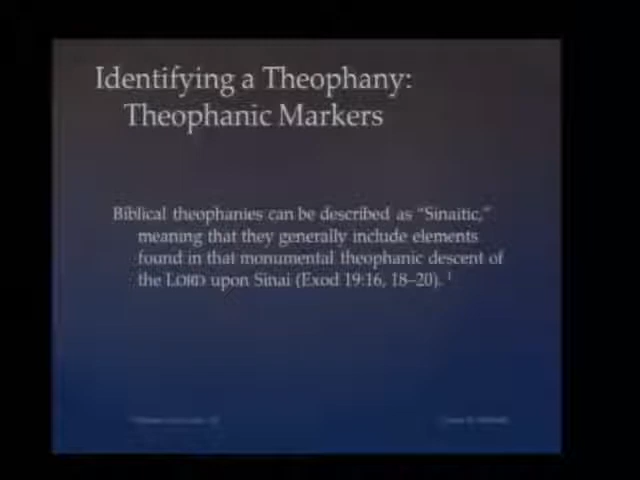 Identifying a Theophany:
Theophanic Markers
Biblical theophanies can be described as “Sinaitic,”
meaning that they generally include elements
found in that monumental theophanic descent of
the LORD upon Sinai (Exod 19:16, 18–20). 1